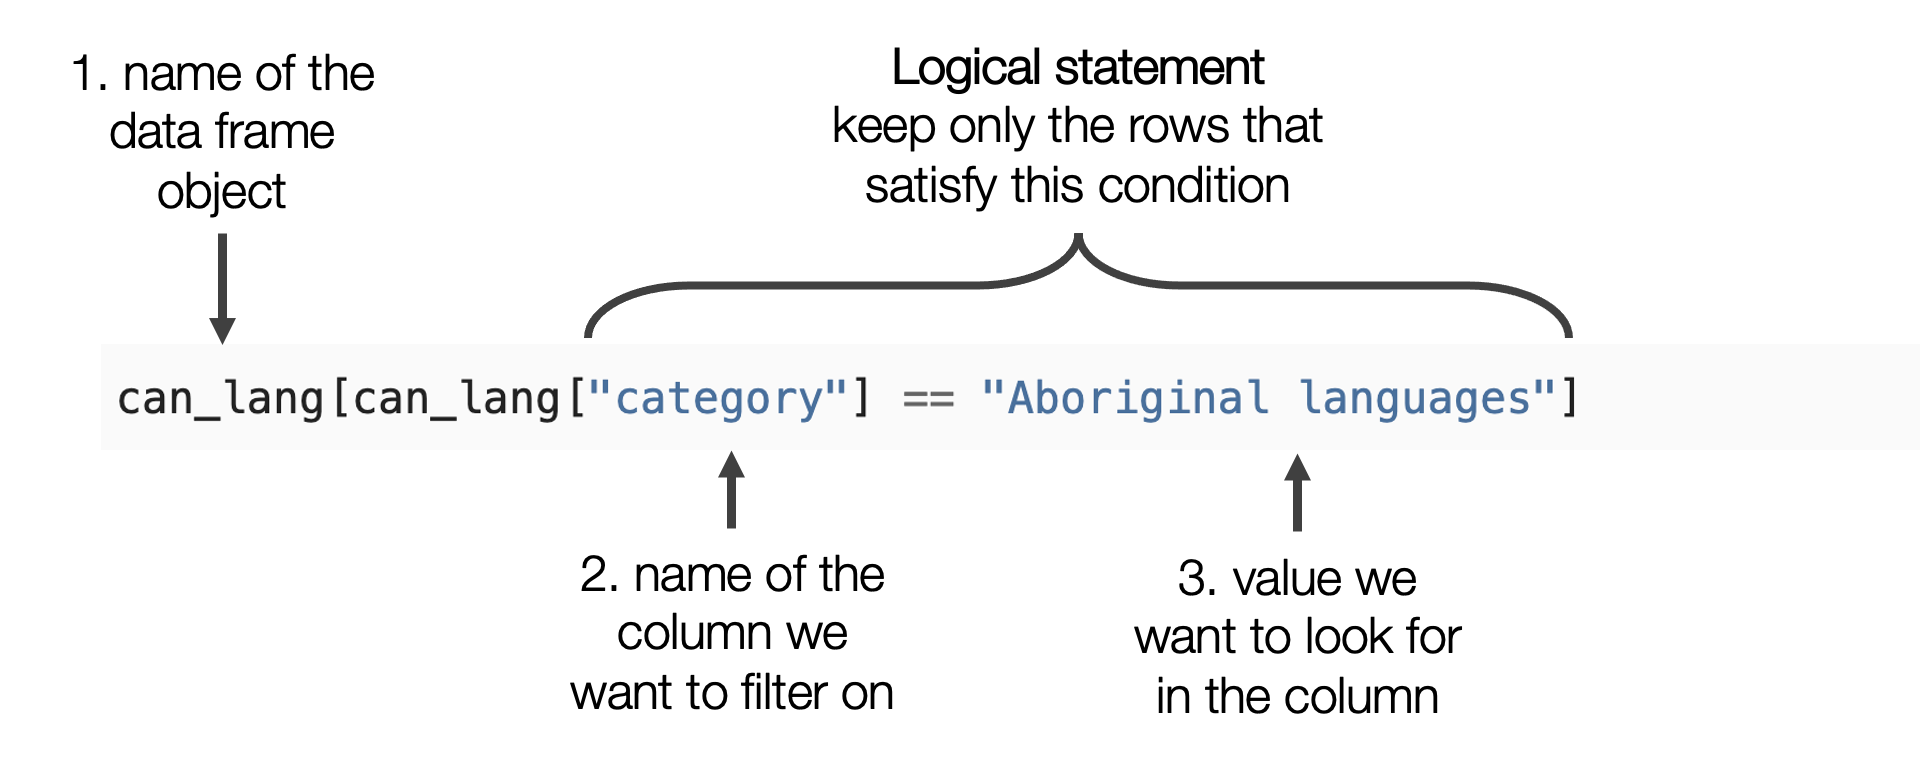 1. name of the
data frame
object
Logical statement
keep only the rows that
satisfy this condition
can_lang[can_lang["category"] == "Aboriginal languages"]
2. name of the
column we
want to filter on
3. value we
want to look for
in the column